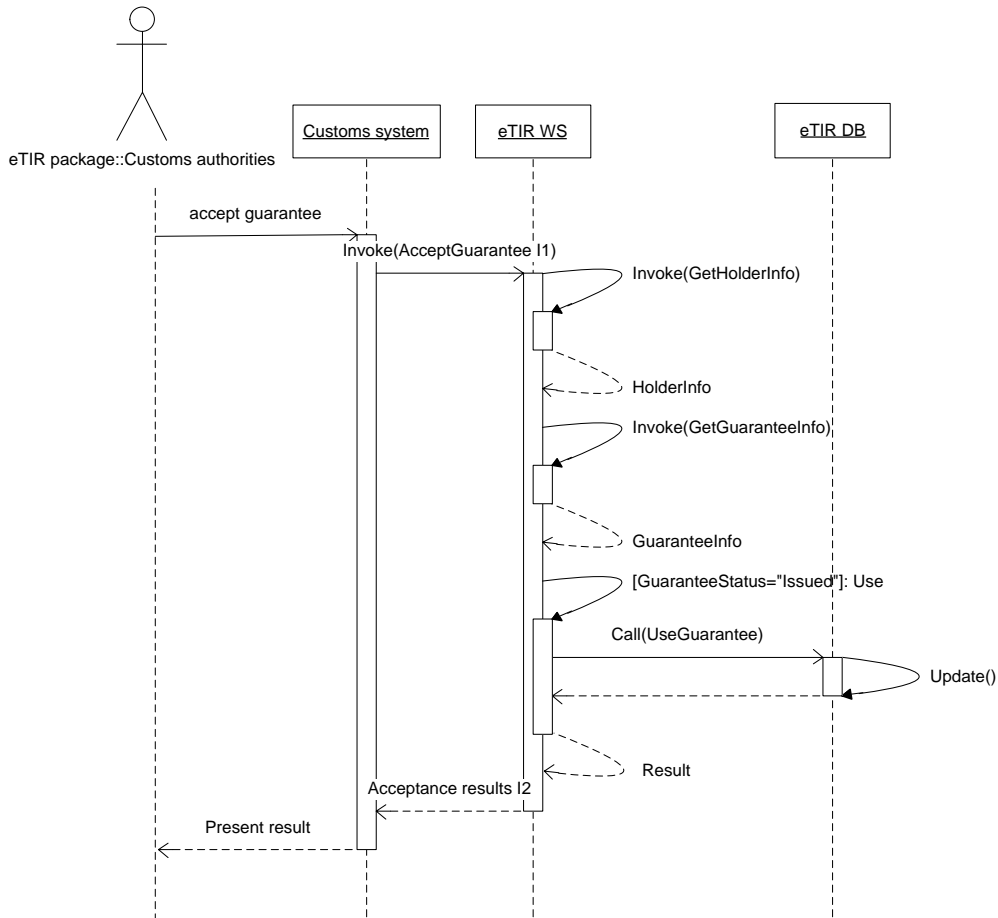 Customs system
eTIR WS
eTIR DB
eTIR package::Customs authorities
accept guarantee
Invoke(AcceptGuarantee I1)
Invoke(GetHolderInfo)
HolderInfo
Invoke(GetGuaranteeInfo)
GuaranteeInfo
[GuaranteeStatus="Issued"]: Use
Call(UseGuarantee)
Update()
Result
Acceptance results I2
Present result